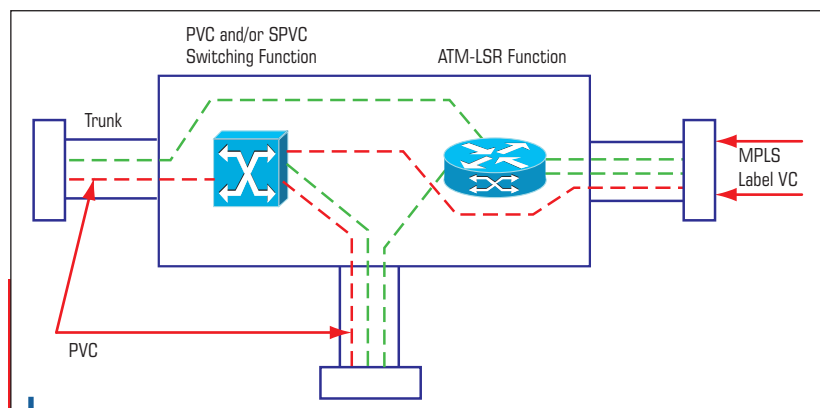 PVC and/or SPVC
Switching Function
ATM-LSR Function
Trunk
MPLS
Label VC
PVC